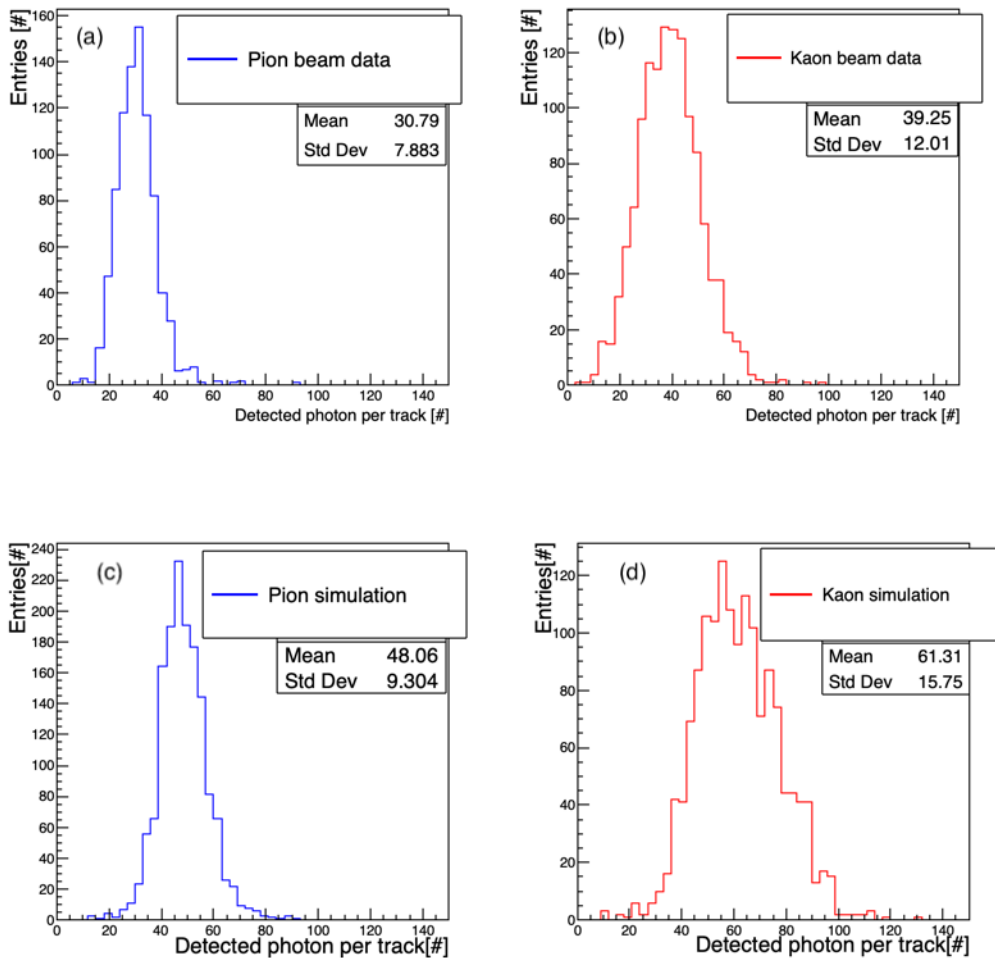 (a)
Pion beam data
Mean 30.79
Std Dev 7.883
Entries [#]
160
140
120
100
80
60
40
20
0
0 20 40 60 80 100 120 140
Detected photon per track [#]
(b)
Kaon beam data
Mean 39.25
Std Dev 12.01
Entries [#]
120
100
80
60
40
20
0
0 20 40 60 80 100 120 140
Detected photon per track [#]
(c)
Pion simulation
Mean 48.06
Std Dev 9.304
Entries[#]
240
220
200
180
160
140
120
100
80
60
40
20
0
0 20 40 60 80 100 120 140
Detected photon per track[#]
(d)
Kaon simulation
Mean 61.31
Std Dev 15.75
Entries[#]
120
100
80
60
40
20
0
0 20 40 60 80 100 120 140
Detected photon per track[#]